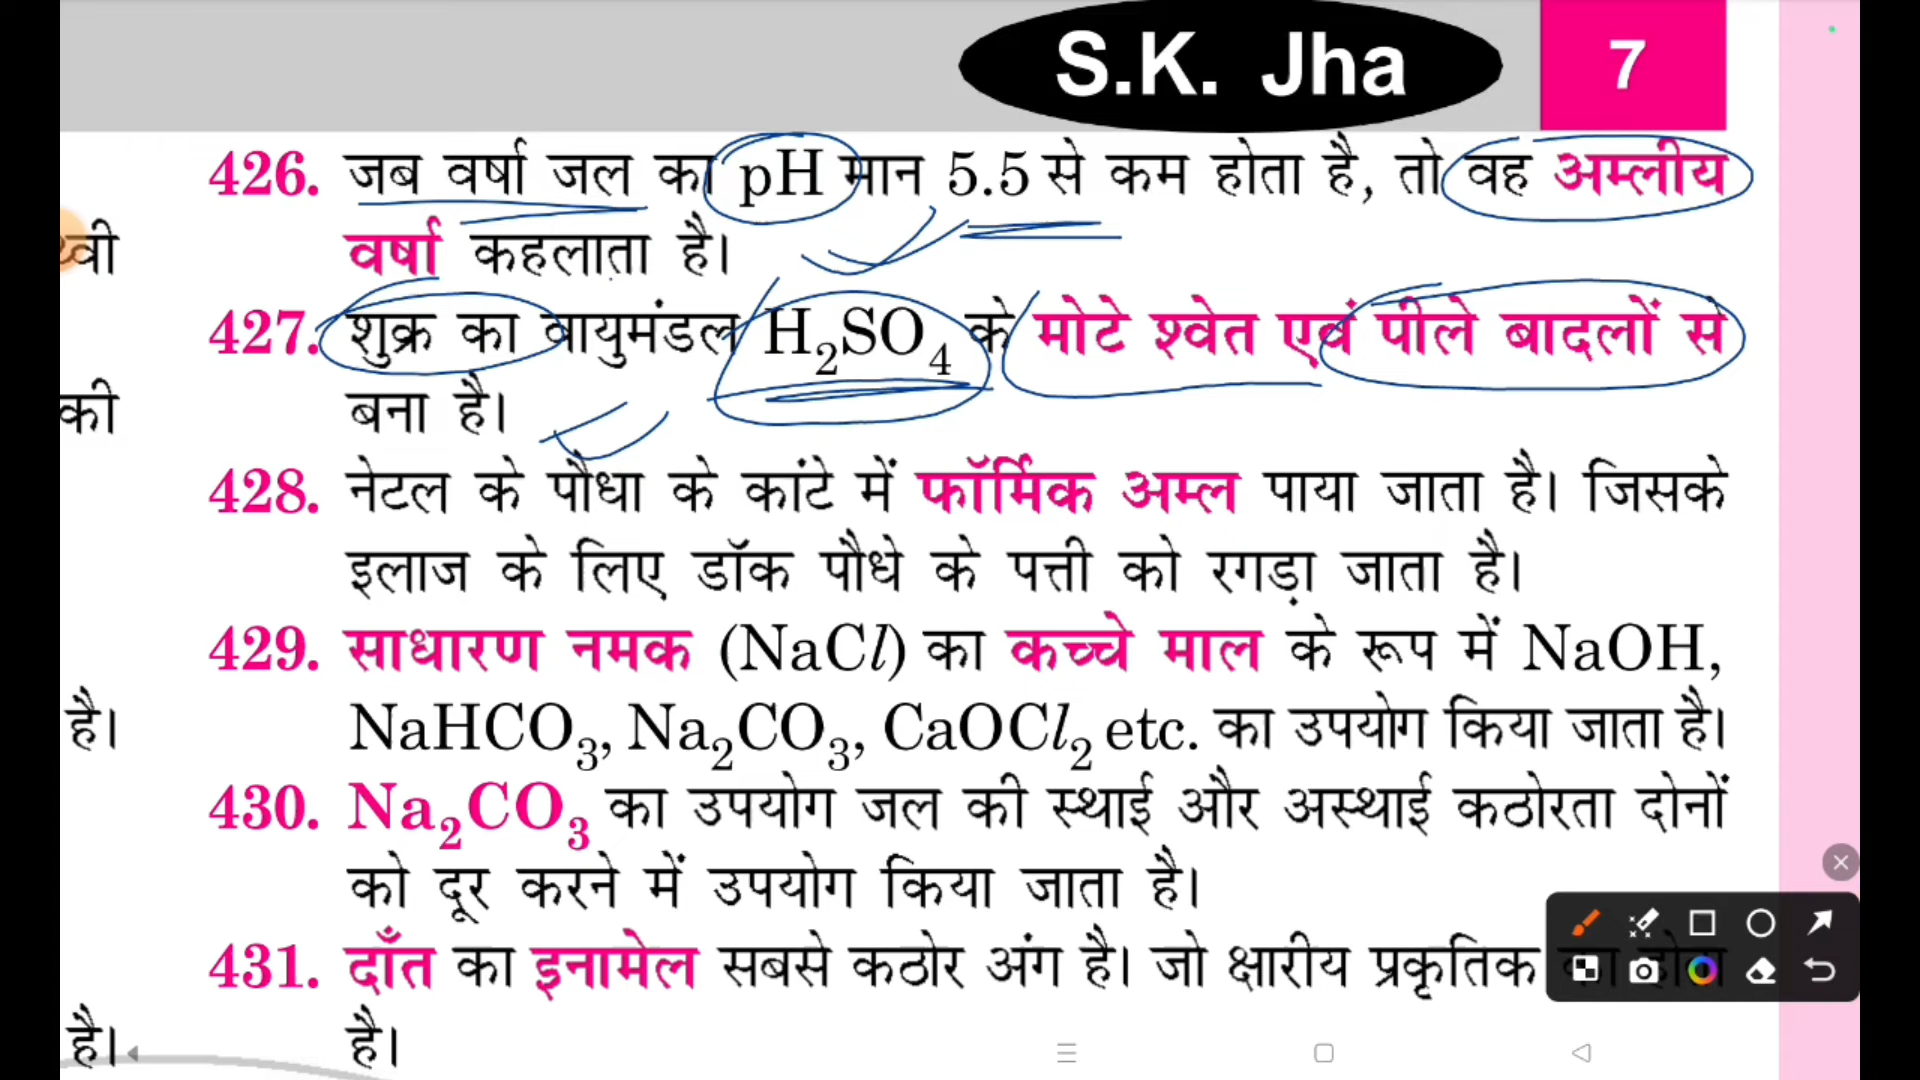 S.K. Jha
7
426. जब वर्षा जल का pH मान 5.5 से कम होता है, तो वह अम्लीय
वर्षा कहलाता है।
427. शुक्र का वायुमंडल H₂SO₄ के मोटे श्वेत एवं पीले बादलों से
की
बना है।
428. नेटल के पौधा के कांटे में फॉर्मिक अम्ल पाया जाता है। जिसके
इलाज के लिए डॉक पौधे के पत्ती को रगड़ा जाता है।
429. साधारण नमक (NaCl) का कच्चे माल के रूप में NaOH,
है।
NaHCO₃, Na₂CO₃, CaOCl₂ etc. का उपयोग किया जाता है।
430. Na₂CO₃ का उपयोग जल की स्थाई और अस्थाई कठोरता दोनों
को दूर करने में उपयोग किया जाता है।
431. दाँत का इनामेल सबसे कठोर अंग है। जो क्षारीय प्रकृतिक का होता
है।
है।